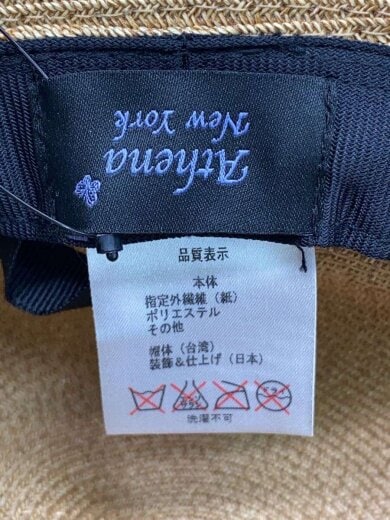 Athena
New York
品質表示
本体
指定外繊維（紙）
ポリエステル
その他
帽体（台湾）
装飾&仕上げ（日本）
洗濯不可